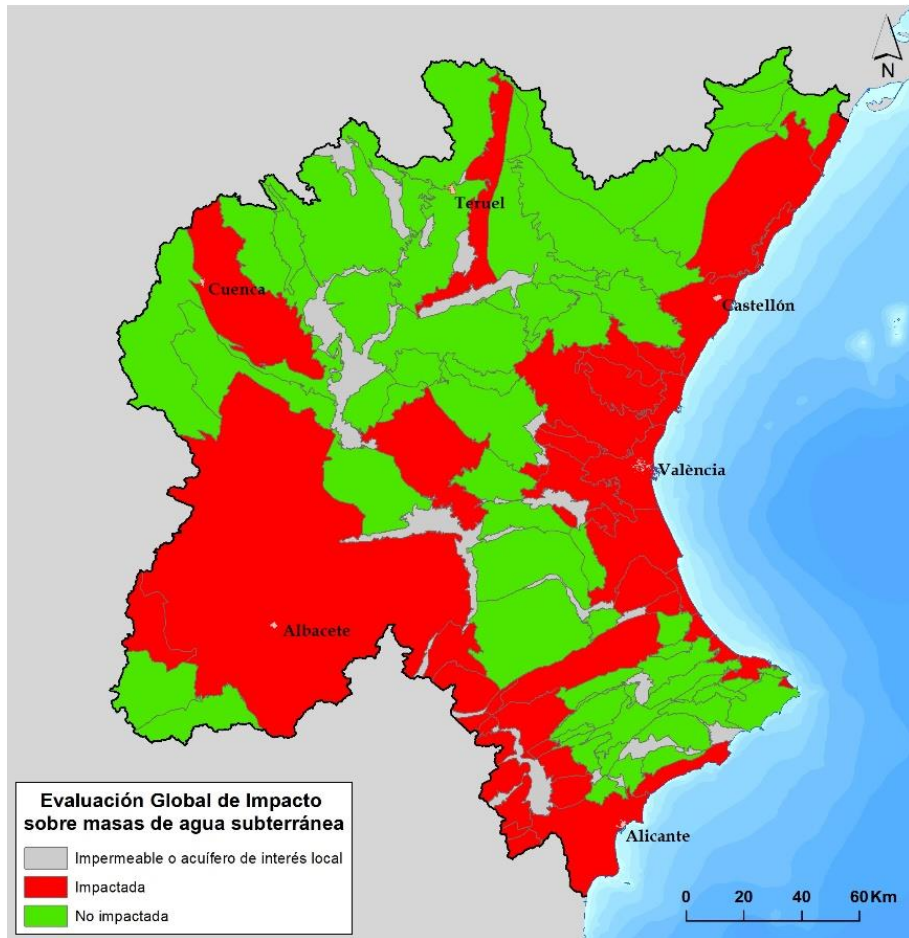 N
Teruel
Cuenca
Castellón
València
Albacete
Alicante
Evaluación Global de Impacto
sobre masas de agua subterránea
Impermeable o acuífero de interés local
Impactada
No impactada
0 20 40 60 Km